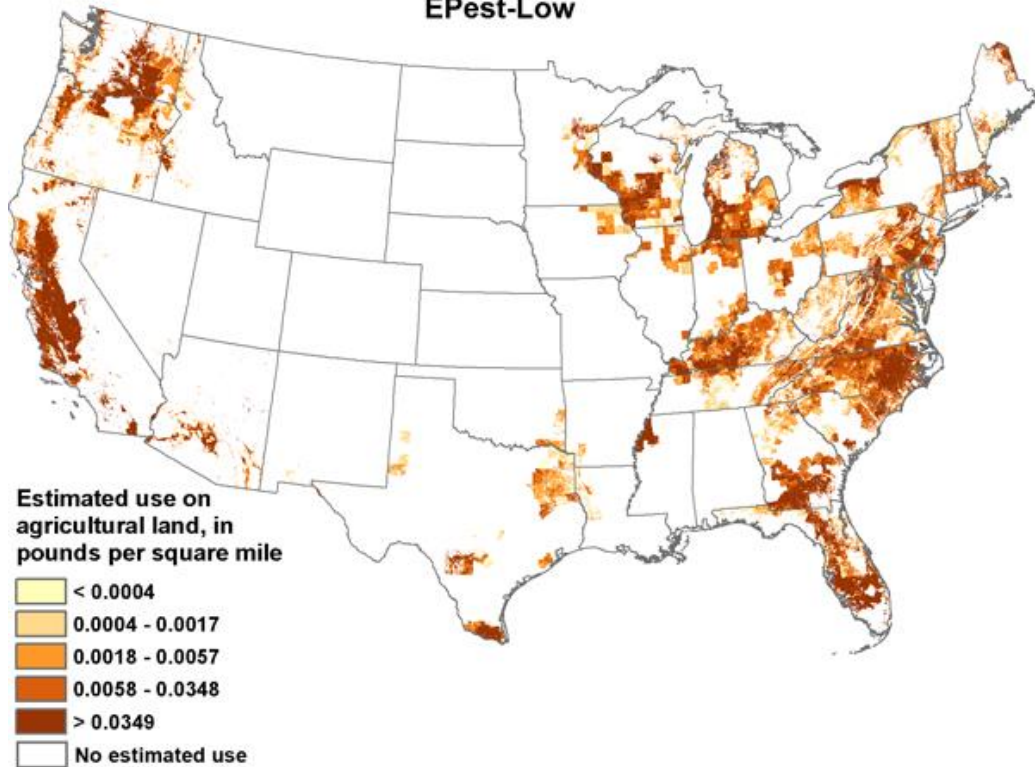 EPest-Low
Estimated use on
agricultural land, in
pounds per square mile
< 0.0004
0.0004 - 0.0017
0.0018 - 0.0057
0.0058 - 0.0348
> 0.0349
No estimated use